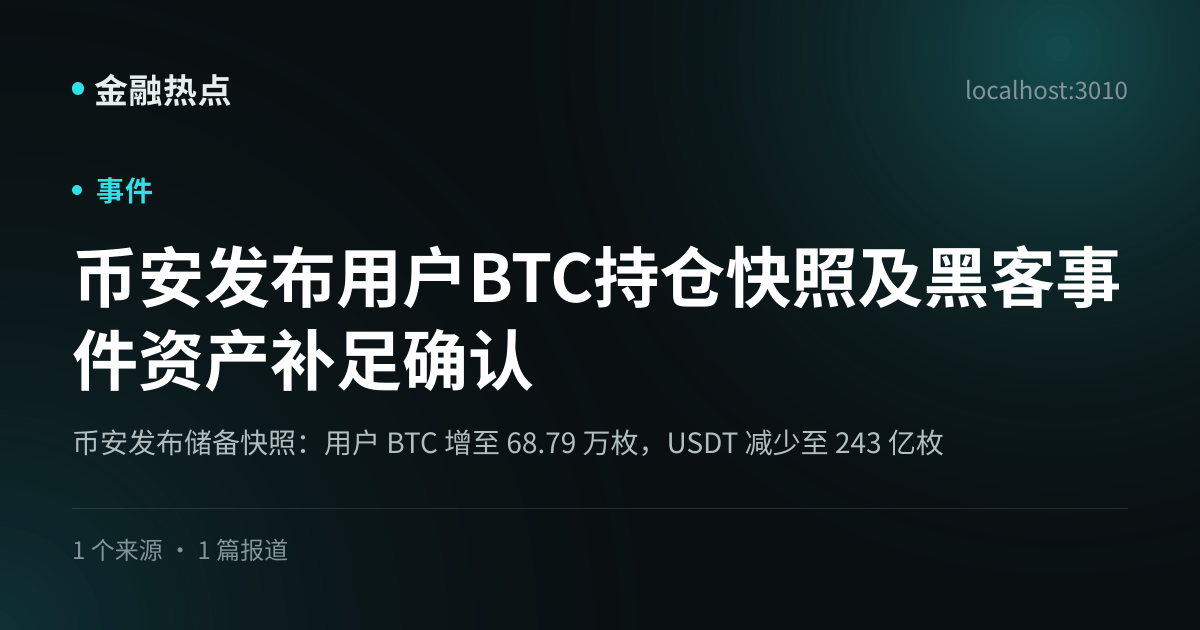 金融热点
localhost:3010
事件
币安发布用户BTC持仓快照及黑客事
件资产补足确认
币安发布储备快照：用户 BTC 增至 68.79 万枚，USDT 减少至 243 亿枚
1 个来源 · 1 篇报道